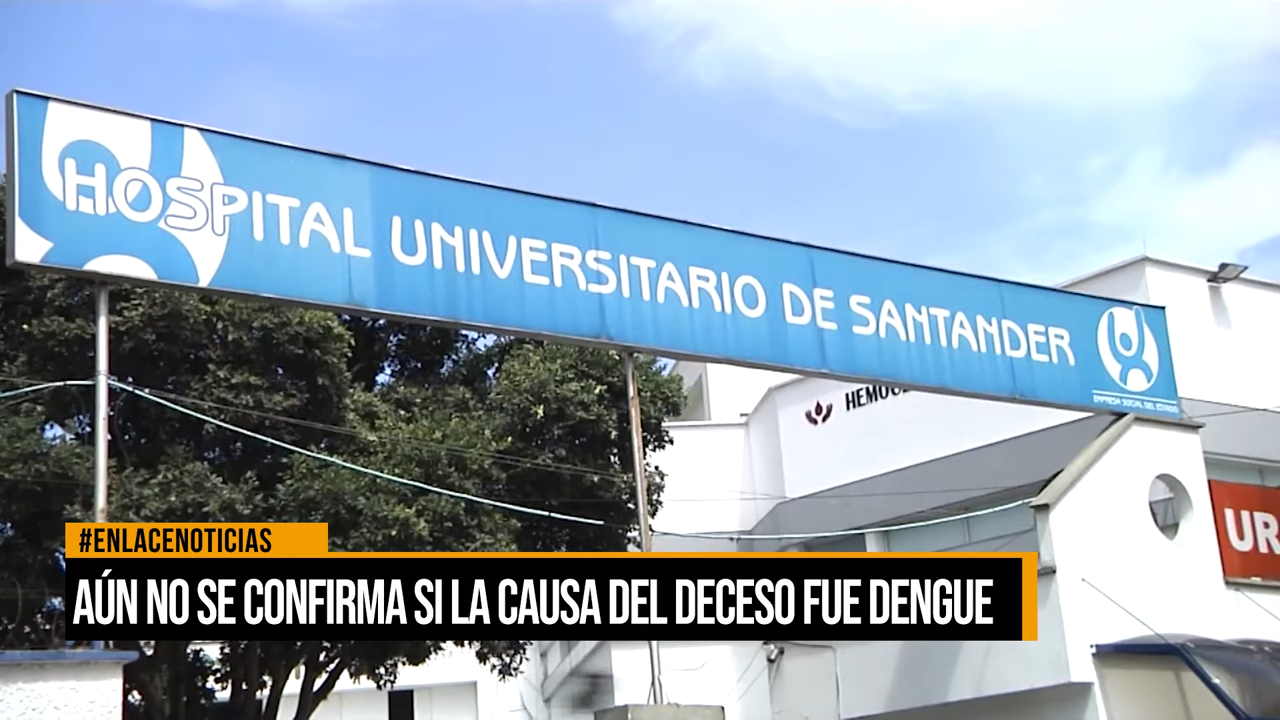 HOSPITAL UNIVERSITARIO DE SANTANDER
EMPRESA SOCIAL DEL ESTADO
#ENLACENOTICIAS
AÚN NO SE CONFIRMA SI LA CAUSA DEL DECESO FUE DENGUE